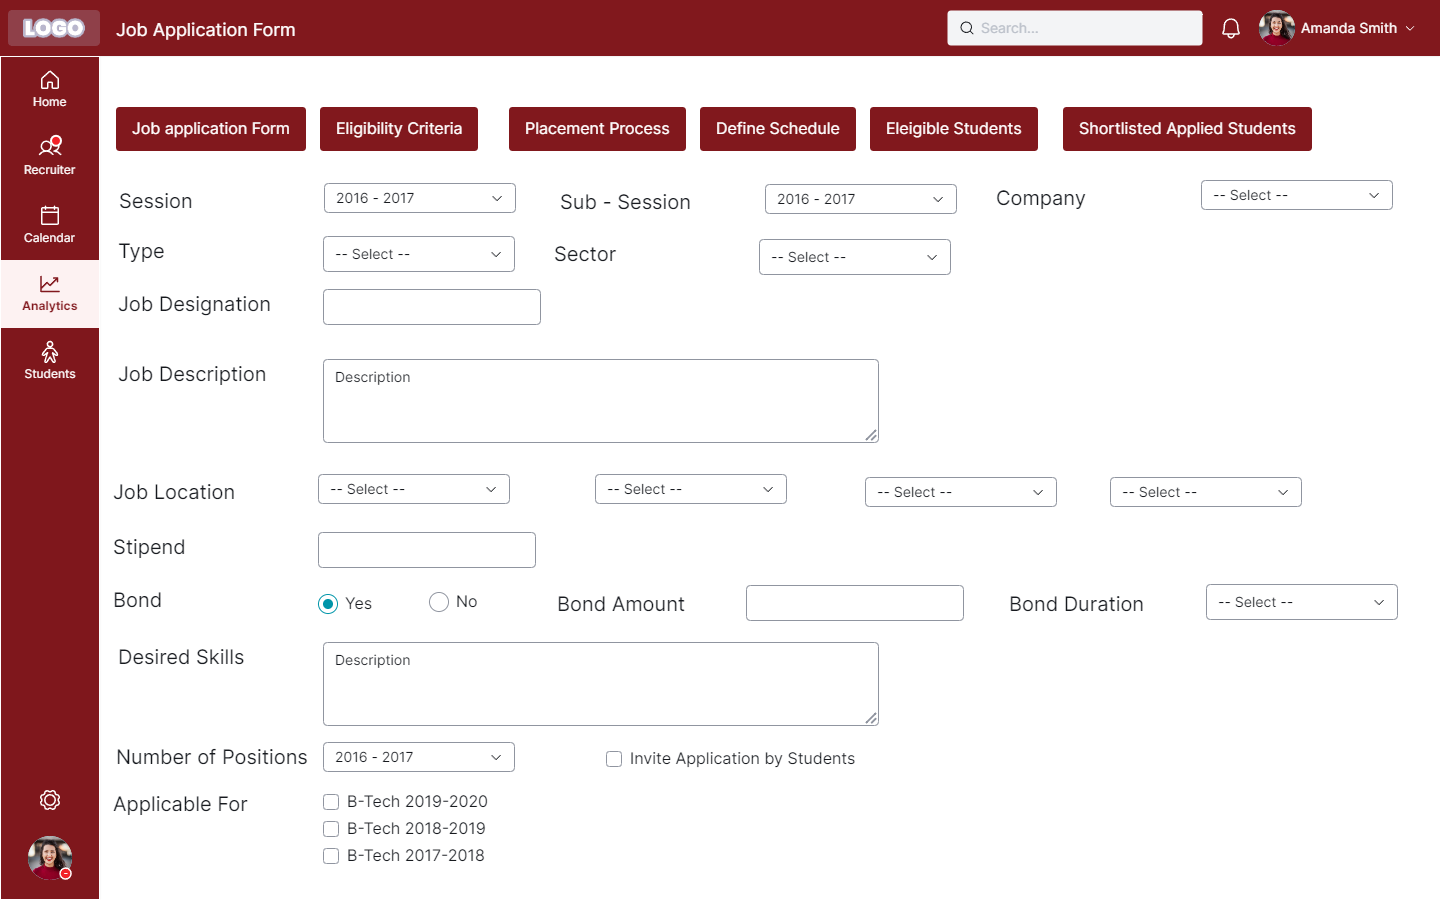 LOGO
Job Application Form
Search...
Amanda Smith
Home
Recruiter
Calendar
Analytics
Students
Job application Form
Eligibility Criteria
Placement Process
Define Schedule
Eleigible Students
Shortlisted Applied Students
Session
2016 - 2017
Sub - Session
2016 - 2017
Company
-- Select --
Type
-- Select --
Sector
-- Select --
Job Designation
Job Description
Description
Job Location
-- Select --
-- Select --
-- Select --
-- Select --
Stipend
Bond
Yes
No
Bond Amount
Bond Duration
-- Select --
Desired Skills
Description
Number of Positions
2016 - 2017
Invite Application by Students
Applicable For
B-Tech 2019-2020
B-Tech 2018-2019
B-Tech 2017-2018